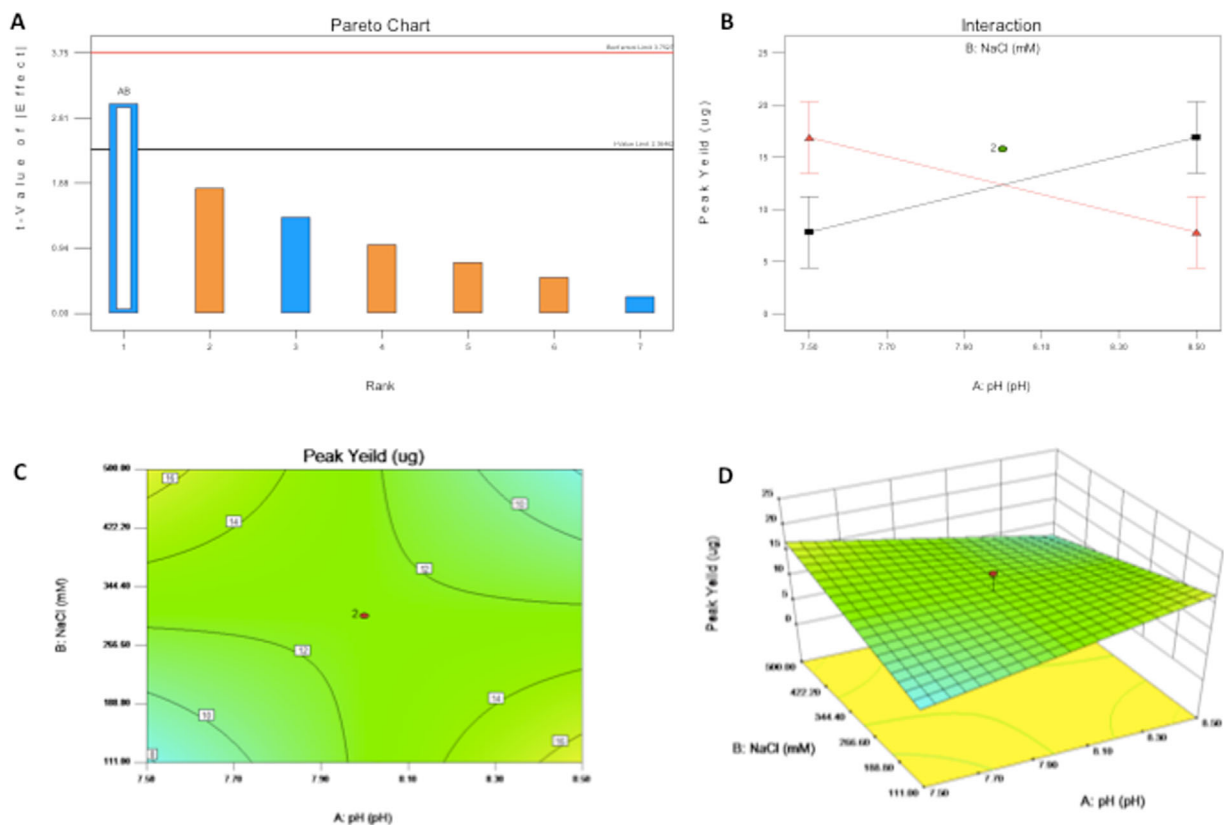 A
Pareto Chart
t-Value of |Effect|
3.75
2.81
1.88
0.94
0.00
AB
1 2 3 4 5 6 7
Rank
B
Interaction
B: NaCl (mM)
Peak Yeild (ug)
25
20
15
10
5
0
2
7.50 7.70 7.90 8.10 8.30 8.50
A: pH (pH)
C
Peak Yeild (ug)
B: NaCl (mM)
500.00
422.20
344.40
266.60
188.80
111.00
16
14
10
12
2
12
14
10
16
8
7.50 7.70 7.90 8.10 8.30 8.50
A: pH (pH)
D
Peak Yeild (ug)
25
20
15
10
5
0
500.00
422.20
344.40
266.60
188.80
111.00
B: NaCl (mM)
7.50
7.70
7.90
8.10
8.30
8.50
A: pH (pH)